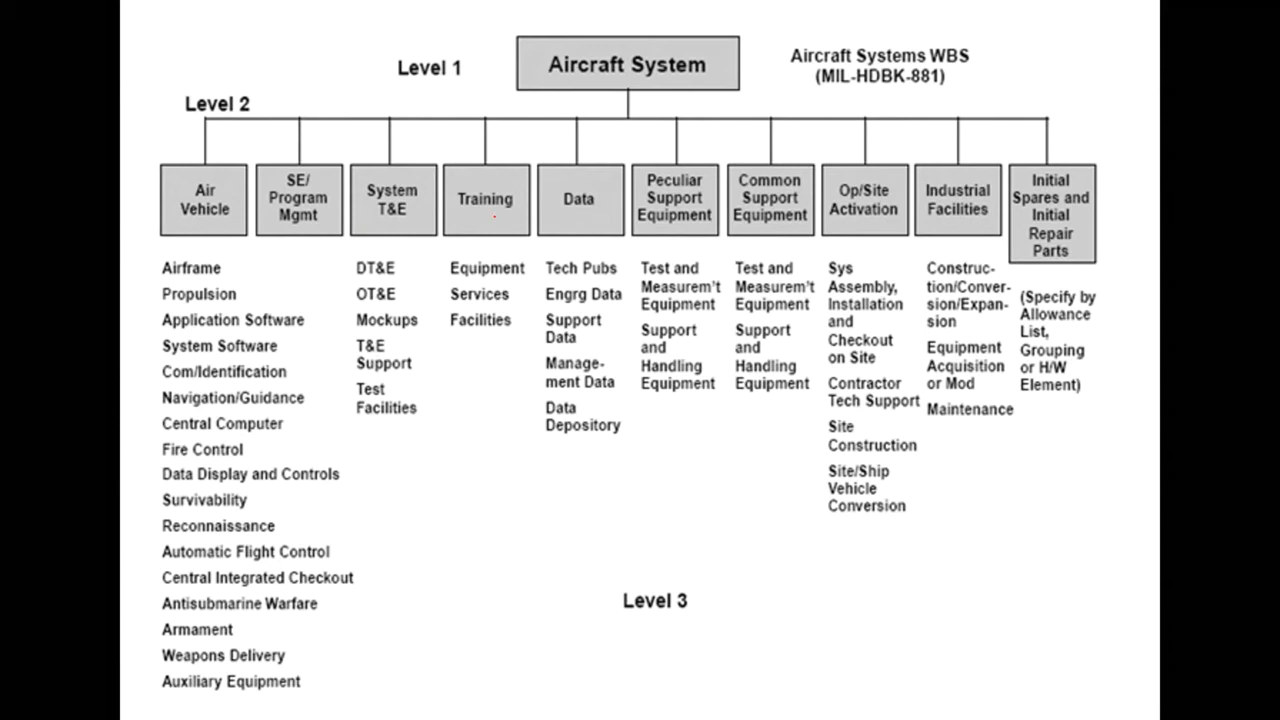 Level 1
Aircraft System
Aircraft Systems WBS
(MIL-HDBK-881)
Level 2
Air
Vehicle
SE/
Program
Mgmt
System
T&E
Training
Data
Peculiar
Support
Equipment
Common
Support
Equipment
Op/Site
Activation
Industrial
Facilities
Initial
Spares and
Initial
Repair
Parts
Airframe
Propulsion
Application Software
System Software
Com/Identification
Navigation/Guidance
Central Computer
Fire Control
Data Display and Controls
Survivability
Reconnaissance
Automatic Flight Control
Central Integrated Checkout
Antisubmarine Warfare
Armament
Weapons Delivery
Auxiliary Equipment
DT&E
OT&E
Mockups
T&E
Support
Test
Facilities
Equipment
Services
Facilities
Tech Pubs
Engrg Data
Support
Data
Manage-
ment Data
Data
Depository
Test and
Measurem't
Equipment
Support
and
Handling
Equipment
Test and
Measurem't
Equipment
Support
and
Handling
Equipment
Sys
Assembly,
Installation
and
Checkout
on Site
Contractor
Tech Support
Site
Construction
Site/Ship
Vehicle
Conversion
Construc-
tion/Conver-
sion/Expan-
sion
Equipment
Acquisition
or Mod
Maintenance
(Specify by
Allowance
List,
Grouping
or H/W
Element)
Level 3